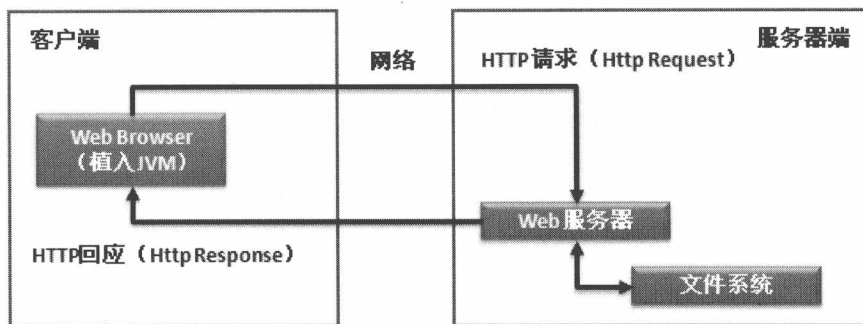 客户端
网络
服务器端
HTTP请求（Http Request）
Web Browser
（植入JVM）
Web服务器
HTTP回应（Http Response）
文件系统